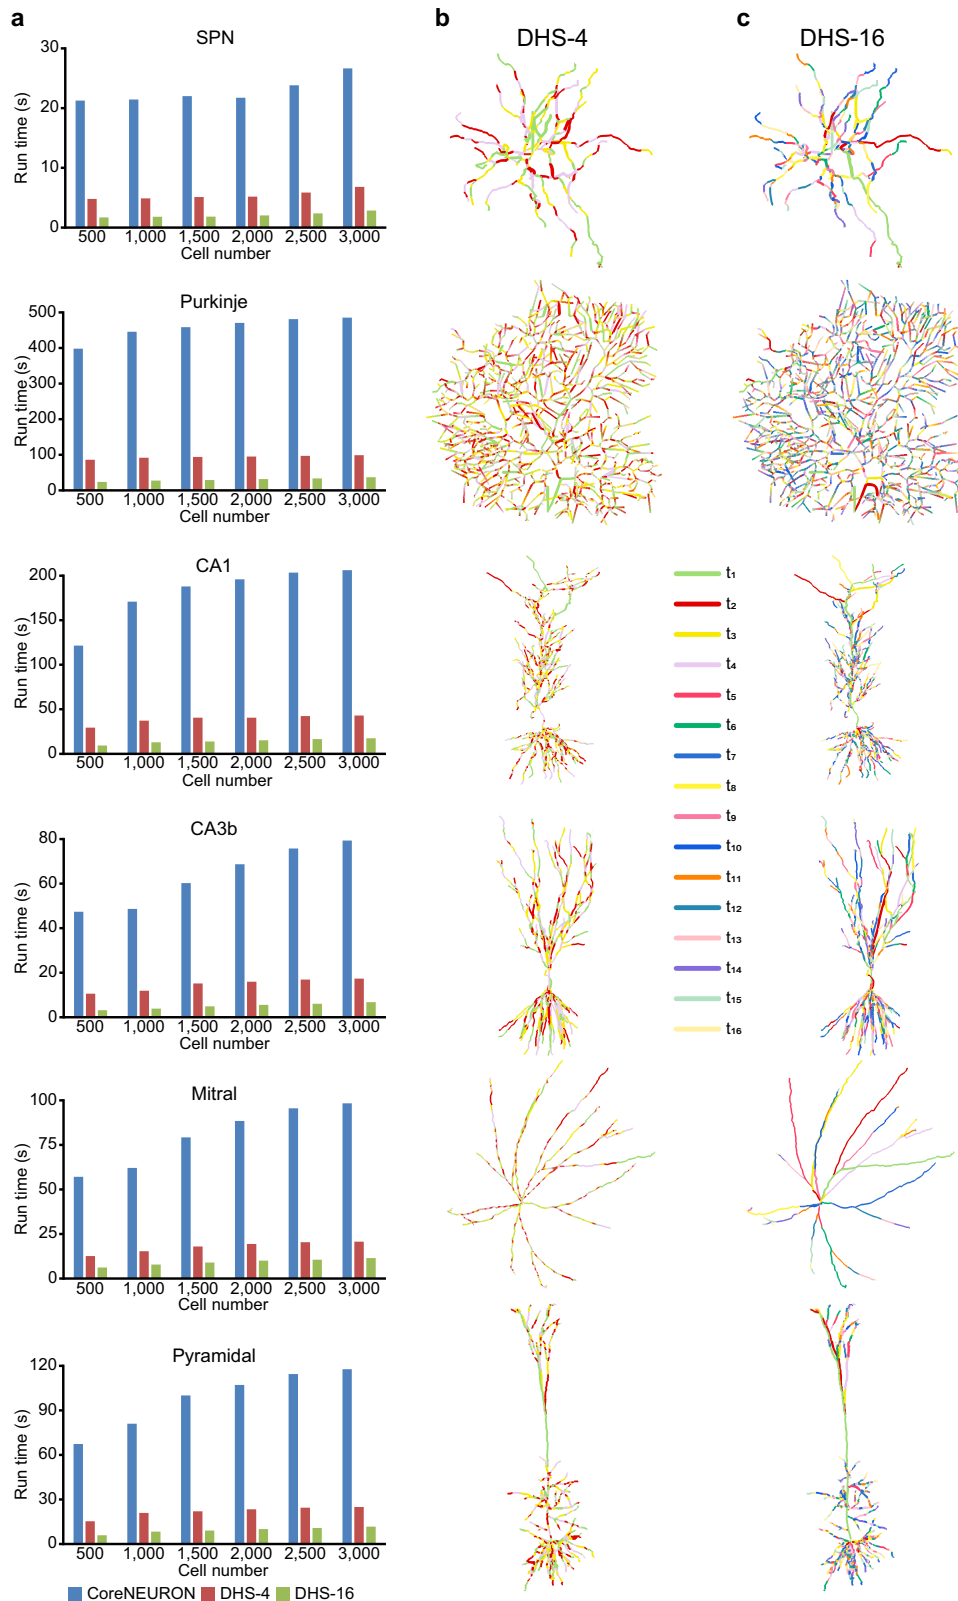 a
b
c
DHS-4
DHS-16
SPN
Run time (s)
30
20
10
0
500 1,000 1,500 2,000 2,500 3,000
Cell number
Purkinje
Run time (s)
500
400
300
200
100
0
500 1,000 1,500 2,000 2,500 3,000
Cell number
CA1
Run time (s)
200
150
100
50
0
500 1,000 1,500 2,000 2,500 3,000
Cell number
CA3b
Run time (s)
80
60
40
20
0
500 1,000 1,500 2,000 2,500 3,000
Cell number
Mitral
Run time (s)
100
75
50
25
0
500 1,000 1,500 2,000 2,500 3,000
Cell number
Pyramidal
Run time (s)
120
90
60
30
0
500 1,000 1,500 2,000 2,500 3,000
Cell number
CoreNEURON DHS-4 DHS-16
t₁
t₂
t₃
t₄
t₅
t₆
t₇
t₈
t₉
t₁₀
t₁₁
t₁₂
t₁₃
t₁₄
t₁₅
t₁₆